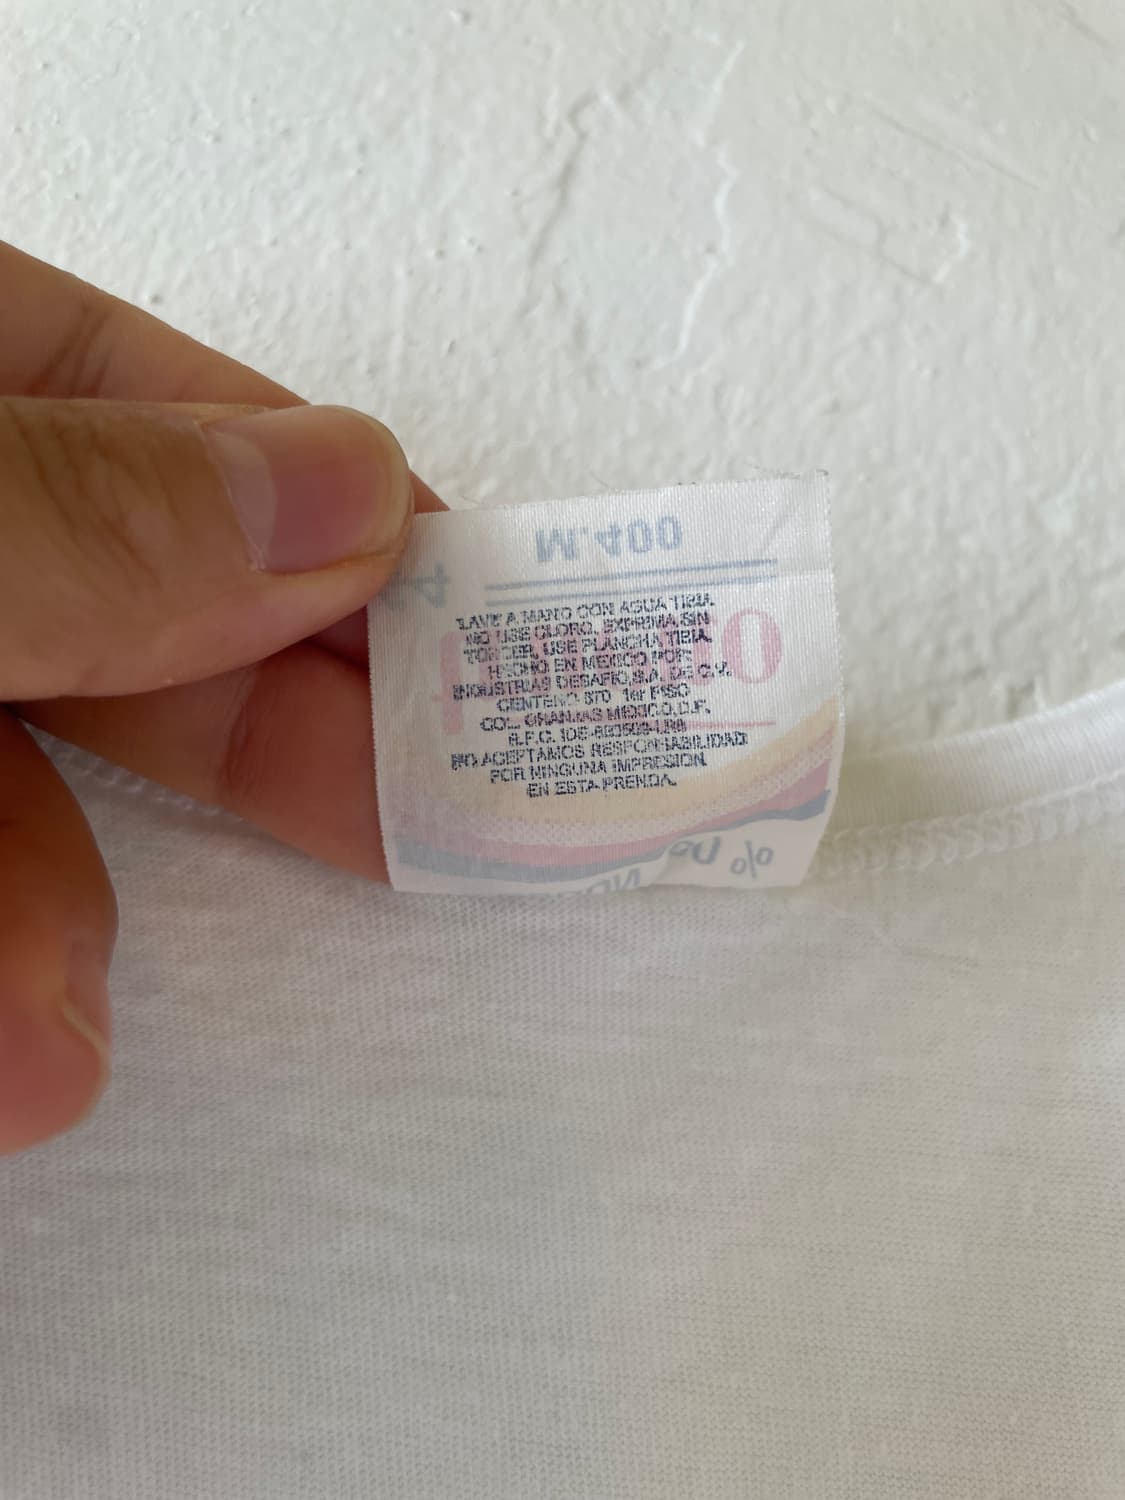 M.400
LAVE A MANO CON AGUA TIBIA.
NO USE CLORO, EXPRIMA SIN
TORCER, USE PLANCHA TIBIA.
HECHO EN MEXICO POR:
INDUSTRIAS DESAFIO,S.A. DE C.V.
CENTENO 870 1er PISO
COL. GRANJAS MEXICO,D.F.
R.F.C.
NO ACEPTAMOS RESPONSABILIDAD
POR NINGUNA IMPRESION
EN ESTA PRENDA.
%